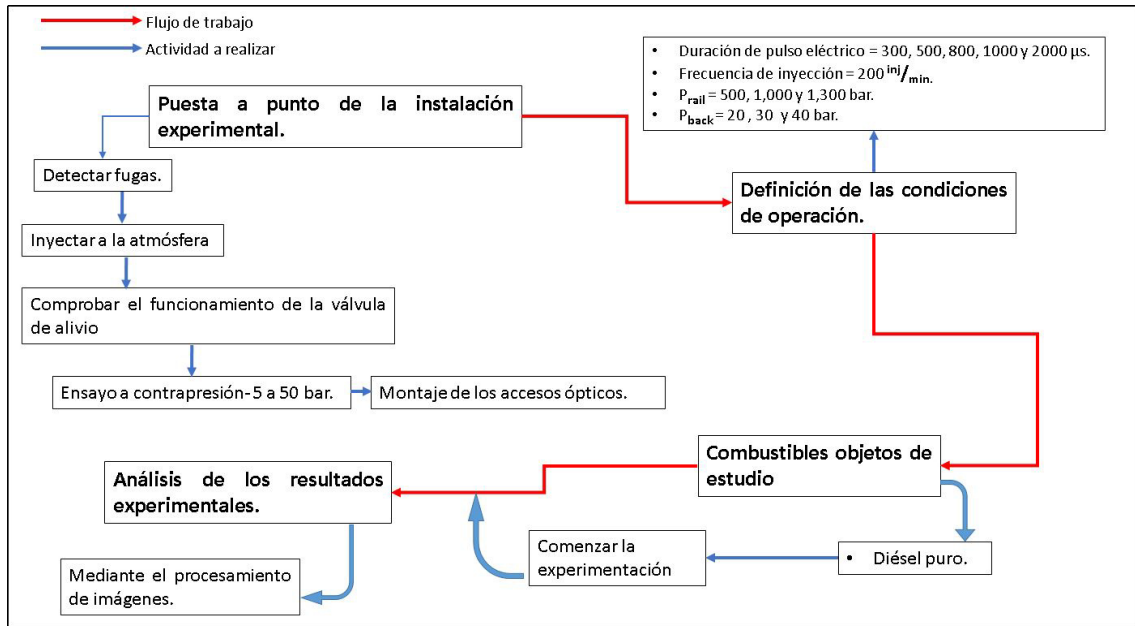 Flujo de trabajo
Actividad a realizar
• Duración de pulso eléctrico = 300, 500, 800, 1000 y 2000 µs.
• Frecuencia de inyección = 200 inj/min.
• Prail = 500, 1,000 y 1,300 bar.
• Pback = 20 , 30 y 40 bar.
Puesta a punto de la instalación
experimental.
Detectar fugas.
Inyectar a la atmósfera
Comprobar el funcionamiento de la válvula
de alivio
Ensayo a contrapresión-5 a 50 bar.
Montaje de los accesos ópticos.
Definición de las condiciones
de operación.
Combustibles objetos de
estudio
• Diésel puro.
Comenzar la
experimentación
Análisis de los resultados
experimentales.
Mediante el procesamiento
de imágenes.